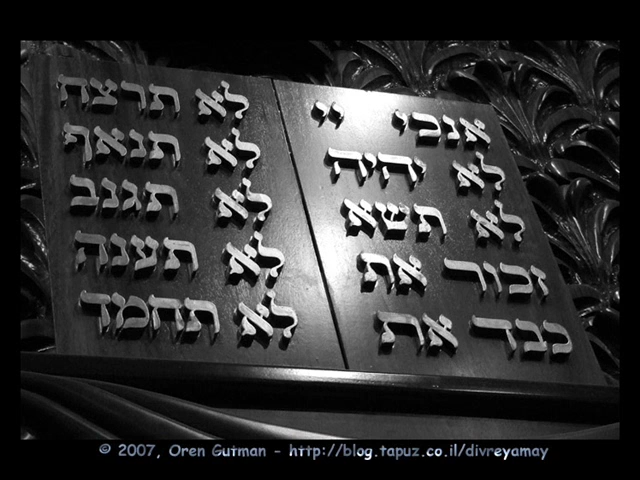 אנכי יי
לא יהיה
לא תשא
זכור את
כבד את
לא תרצח
לא תנאף
לא תגנב
לא תענה
לא תחמד
© 2007, Oren Gutman - http://blog.tapuz.co.il/divreyamay